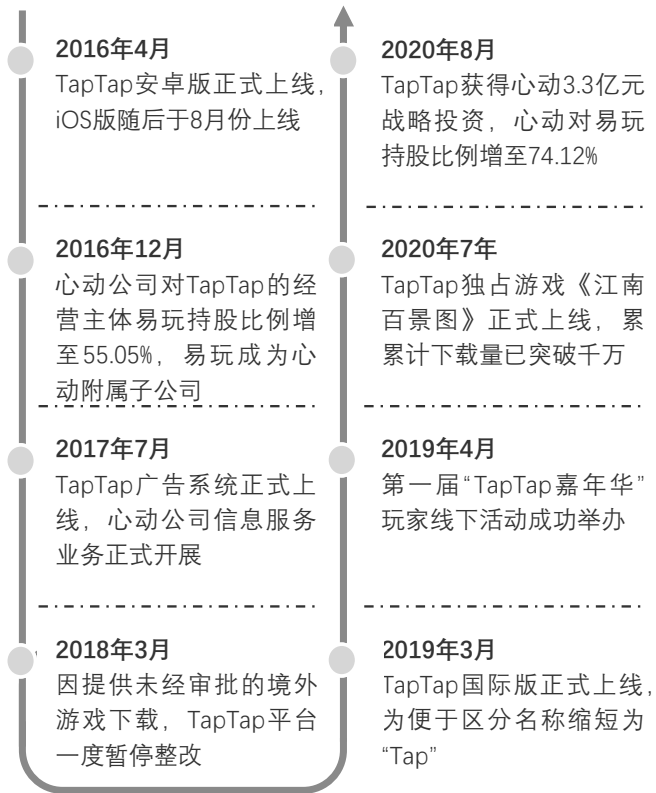 2016年4月
TapTap安卓版正式上线，
iOS版随后于8月份上线
2016年12月
心动公司对TapTap的经
营主体易玩持股比例增
至55.05%，易玩成为心
动附属子公司
2017年7月
TapTap广告系统正式上
线，心动公司信息服务
业务正式开展
2018年3月
因提供未经审批的境外
游戏下载，TapTap平台
一度暂停整改
2019年3月
TapTap国际版正式上线，
为便于区分名称缩短为
“Tap”
2019年4月
第一届“TapTap嘉年华”
玩家线下活动成功举办
2020年7年
TapTap独占游戏《江南
百景图》正式上线，累
累计下载量已突破千万
2020年8月
TapTap获得心动3.3亿元
战略投资，心动对易玩
持股比例增至74.12%